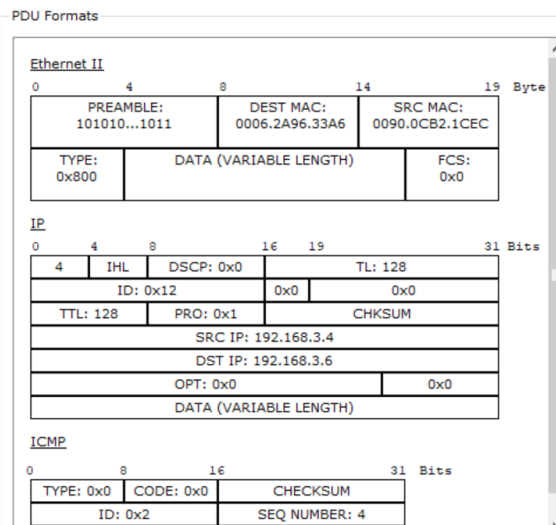 PDU Formats
Ethernet II
0 4 8 14 19 Byte
PREAMBLE: 101010...1011 DEST MAC: 0006.2A96.33A6 SRC MAC: 0090.0CB2.1CEC
TYPE: 0x800 DATA (VARIABLE LENGTH) FCS: 0x0
IP
0 4 8 16 19 31 Bits
4 IHL DSCP: 0x0 TL: 128
ID: 0x12 0x0 0x0
TTL: 128 PRO: 0x1 CHKSUM
SRC IP: 192.168.3.4
DST IP: 192.168.3.6
OPT: 0x0 0x0
DATA (VARIABLE LENGTH)
ICMP
0 8 16 31 Bits
TYPE: 0x0 CODE: 0x0 CHECKSUM
ID: 0x2 SEQ NUMBER: 4